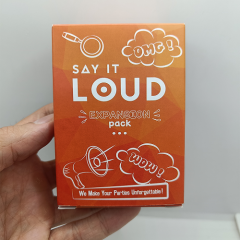 OMG!
SAY IT
LOUD
EXPANSION
pack
WOW!
We Make Your Parties Unforgettable!